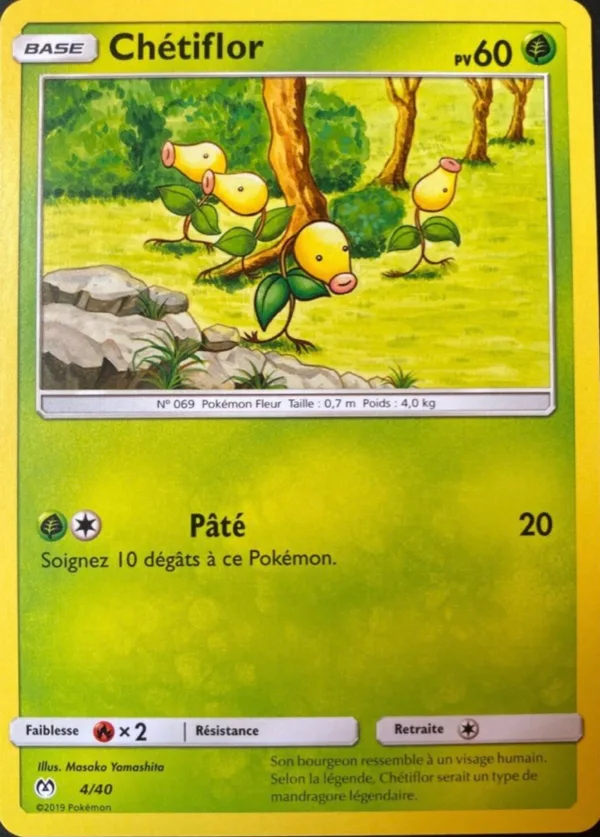 BASE Chétiflor PV60
Nº 069 Pokémon Fleur Taille : 0,7 m Poids : 4,0 kg
Pâté 20
Soignez 10 dégâts à ce Pokémon.
Faiblesse ×2 Résistance Retraite
Illus. Masako Yamashita
4/40
©2019 Pokémon
Son bourgeon ressemble à un visage humain.
Selon la légende, Chétiflor serait un type de
mandragore légendaire.